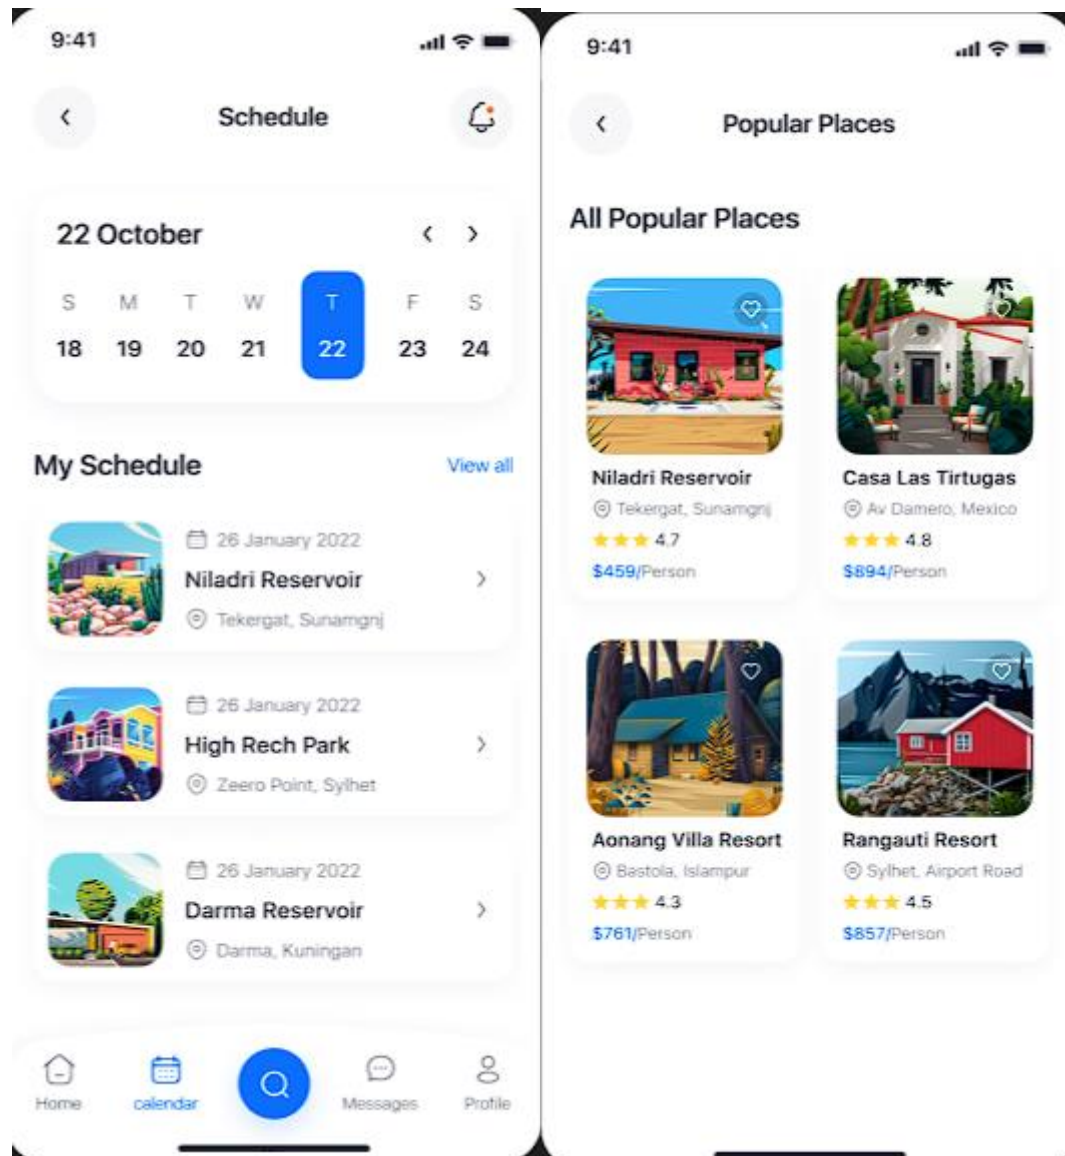 9:41
Schedule
22 October
S M T W T F S
18 19 20 21 22 23 24
My Schedule
View all
26 January 2022
Niladri Reservoir
Tekergat, Sunamgnj
26 January 2022
High Rech Park
Zeero Point, Sylhet
26 January 2022
Darma Reservoir
Darma, Kuningan
Home
calendar
Messages
Profile
9:41
Popular Places
All Popular Places
Niladri Reservoir
Tekergat, Sunamgnj
4.7
$459/Person
Casa Las Tirtugas
Av Damero, Mexico
4.8
$894/Person
Aonang Villa Resort
Bastola, Islampur
4.3
$761/Person
Rangauti Resort
Sylhet, Airport Road
4.5
$857/Person